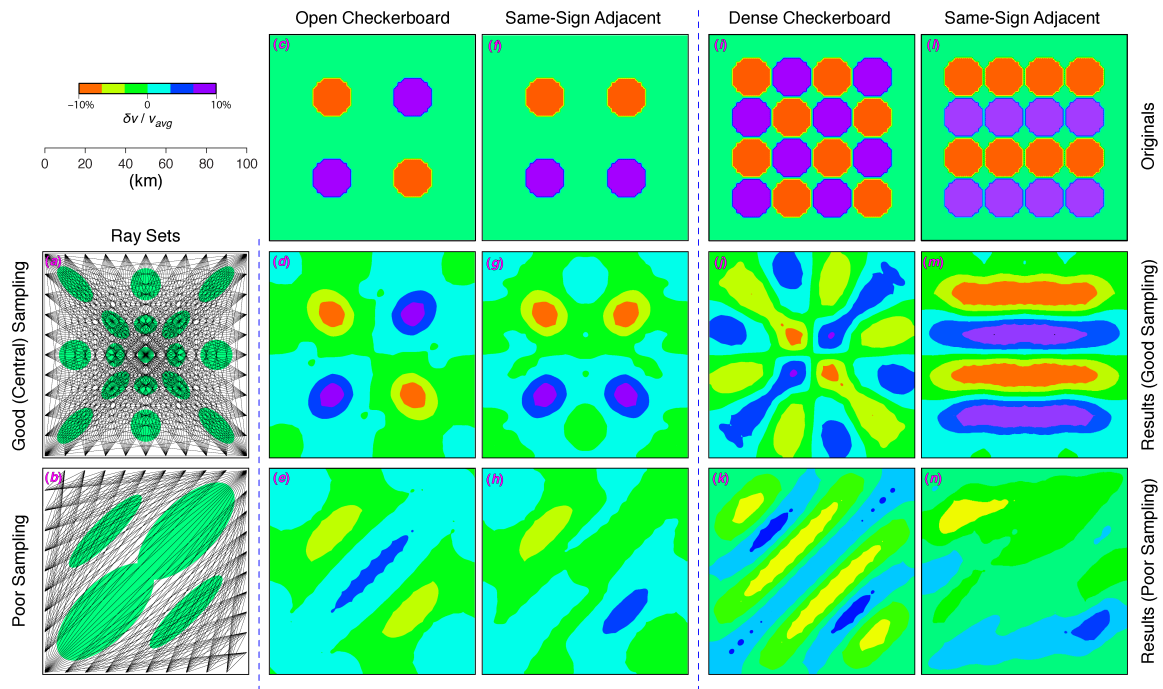 Open Checkerboard
Same-Sign Adjacent
Dense Checkerboard
Same-Sign Adjacent
(c)
(f)
(i)
(l)
−10% 0 10%
δv / vavg
0 20 40 60 80 100
(km)
Originals
Ray Sets
Good (Central) Sampling
(a)
(d)
(g)
(j)
(m)
Results (Good Sampling)
Poor Sampling
(b)
(e)
(h)
(k)
(n)
Results (Poor Sampling)